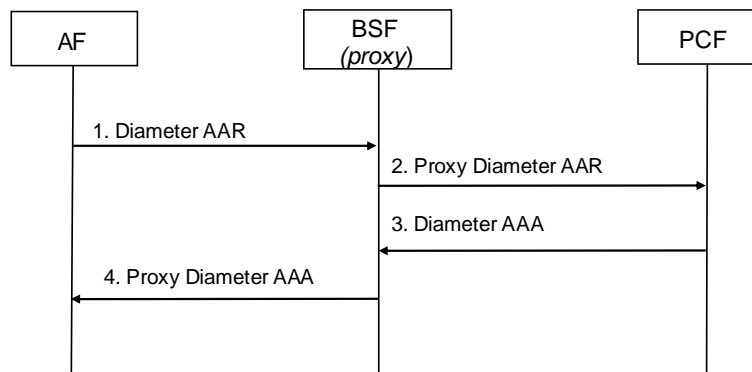 AF
BSF
(proxy)
PCF
1. Diameter AAR
2. Proxy Diameter AAR
3. Diameter AAA
4. Proxy Diameter AAA